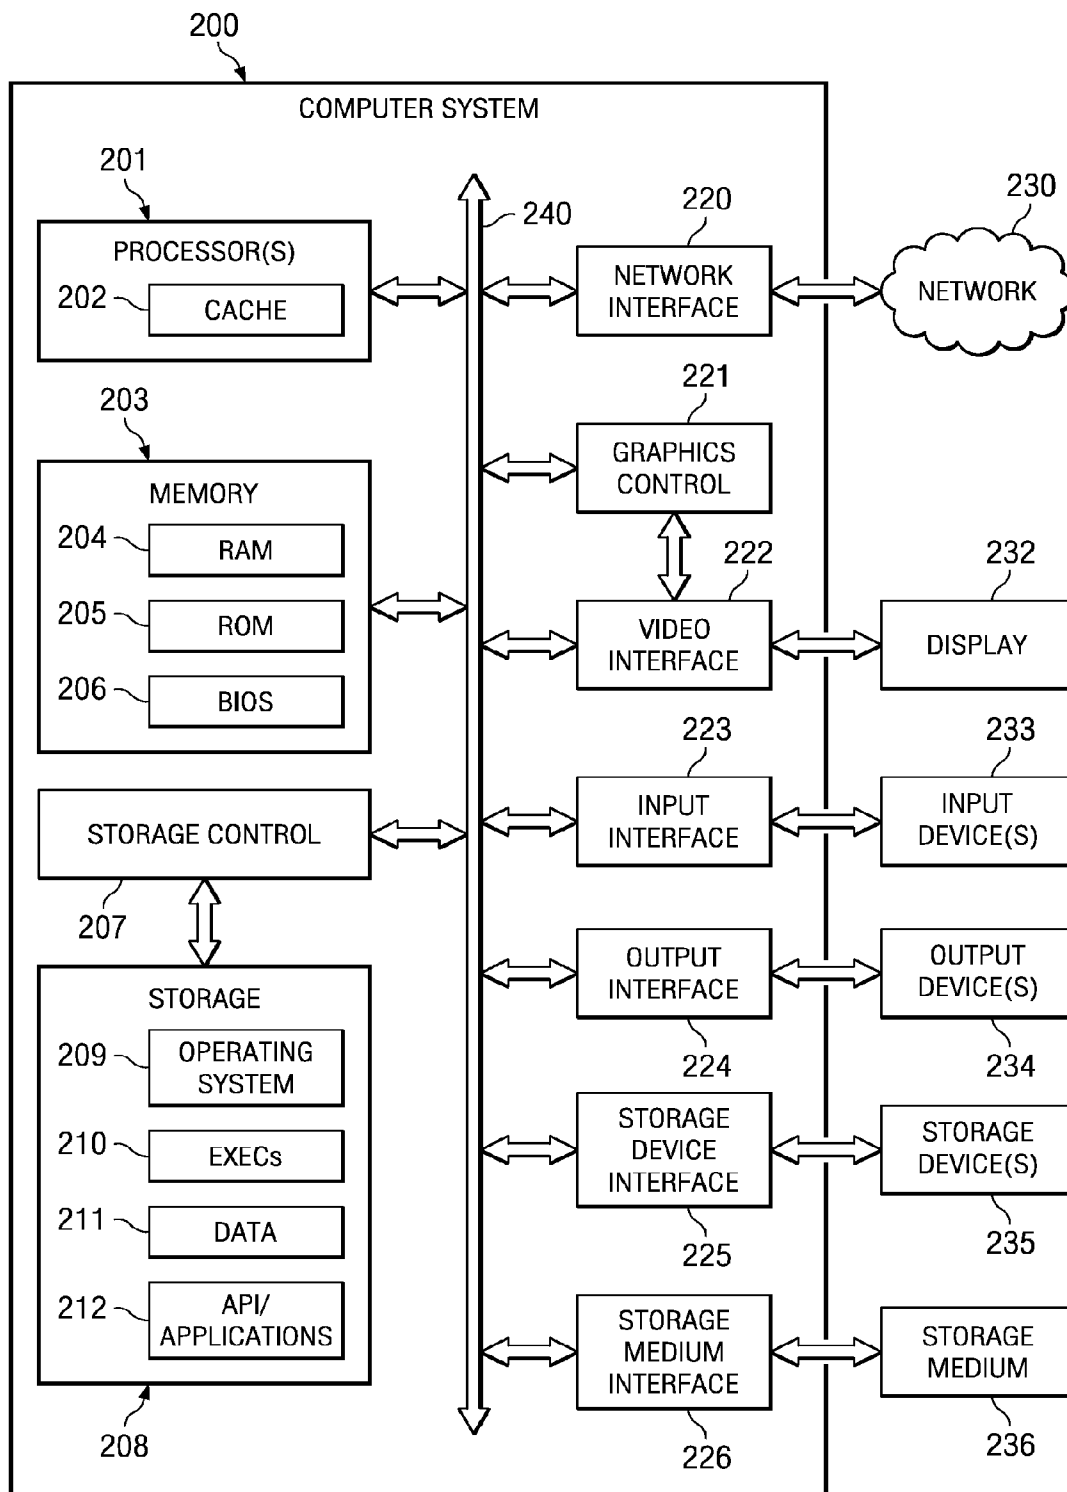 200
COMPUTER SYSTEM
201
PROCESSOR(S)
202
CACHE
203
MEMORY
204
RAM
205
ROM
206
BIOS
STORAGE CONTROL
207
STORAGE
209
OPERATING
SYSTEM
210
EXECs
211
DATA
212
API/
APPLICATIONS
208
240
220
NETWORK
INTERFACE
230
NETWORK
221
GRAPHICS
CONTROL
222
VIDEO
INTERFACE
232
DISPLAY
223
INPUT
INTERFACE
233
INPUT
DEVICE(S)
OUTPUT
INTERFACE
224
OUTPUT
DEVICE(S)
234
STORAGE
DEVICE
INTERFACE
225
STORAGE
DEVICE(S)
235
STORAGE
MEDIUM
INTERFACE
226
STORAGE
MEDIUM
236